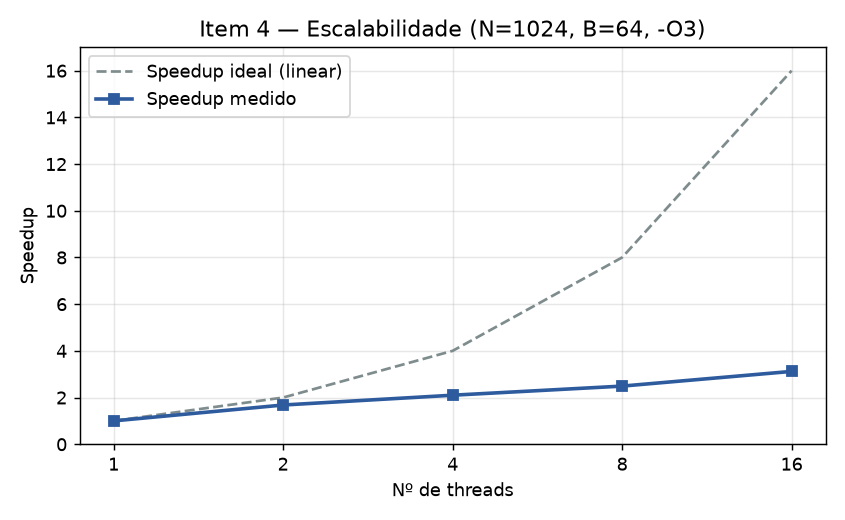 Item 4 — Escalabilidade (N=1024, B=64, -O3)
Speedup ideal (linear)
Speedup medido
16
14
12
10
8
6
4
2
0
Speedup
1 2 4 8 16
Nº de threads